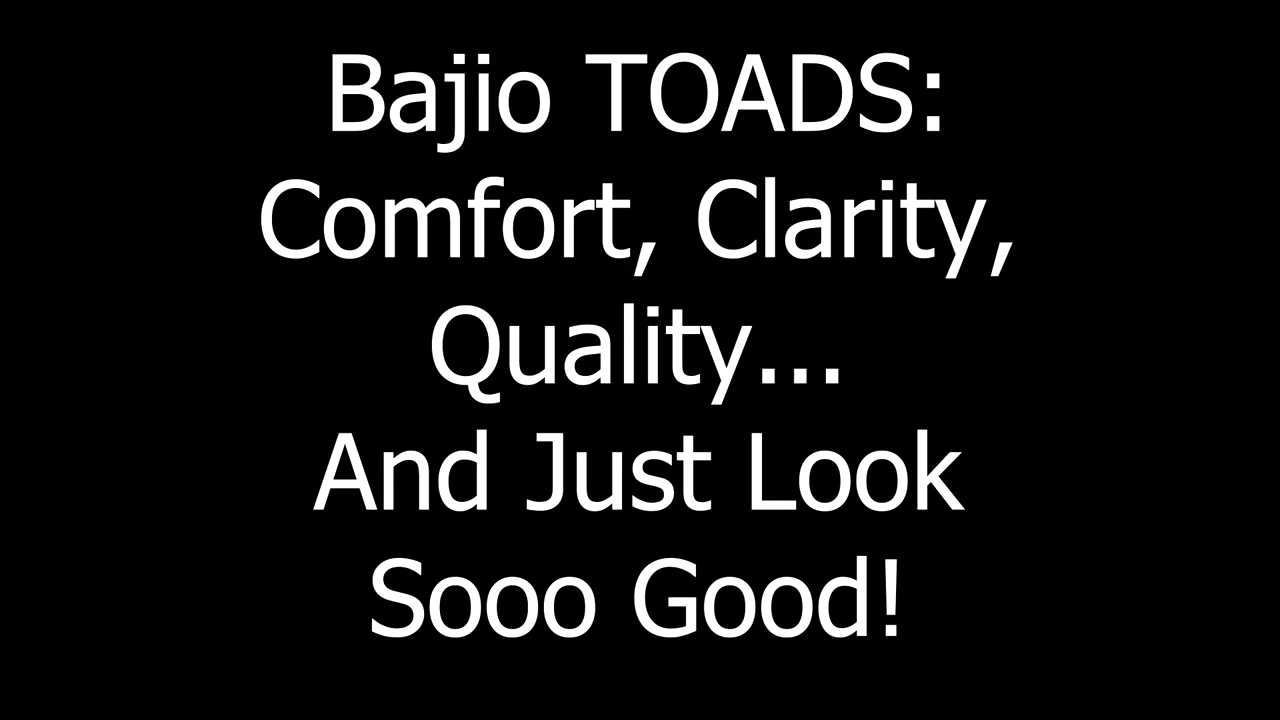 Bajio TOADS:
Comfort, Clarity,
Quality...
And Just Look
Sooo Good!